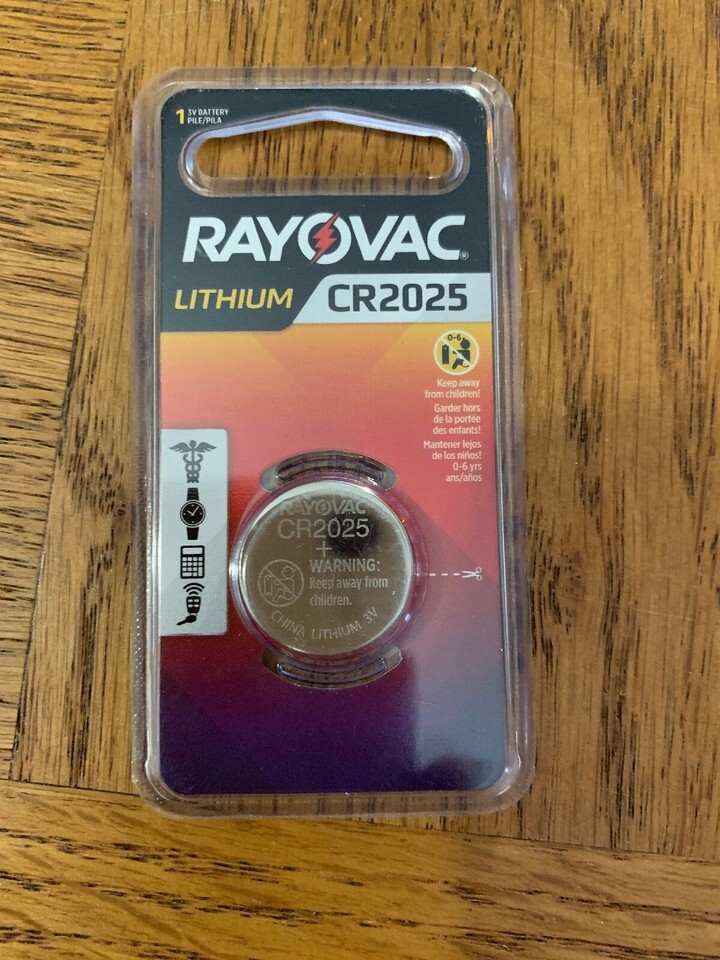 1 3V BATTERY
PILE/PILA
RAYOVAC®
LITHIUM CR2025
0-6
Keep away
from children!
Garder hors
de la portée
des enfants!
Mantener lejos
de los niños!
0-6 yrs
ans/años
RAYOVAC
CR2025
+
WARNING:
Keep away from
children.
CHINA LITHIUM 3V